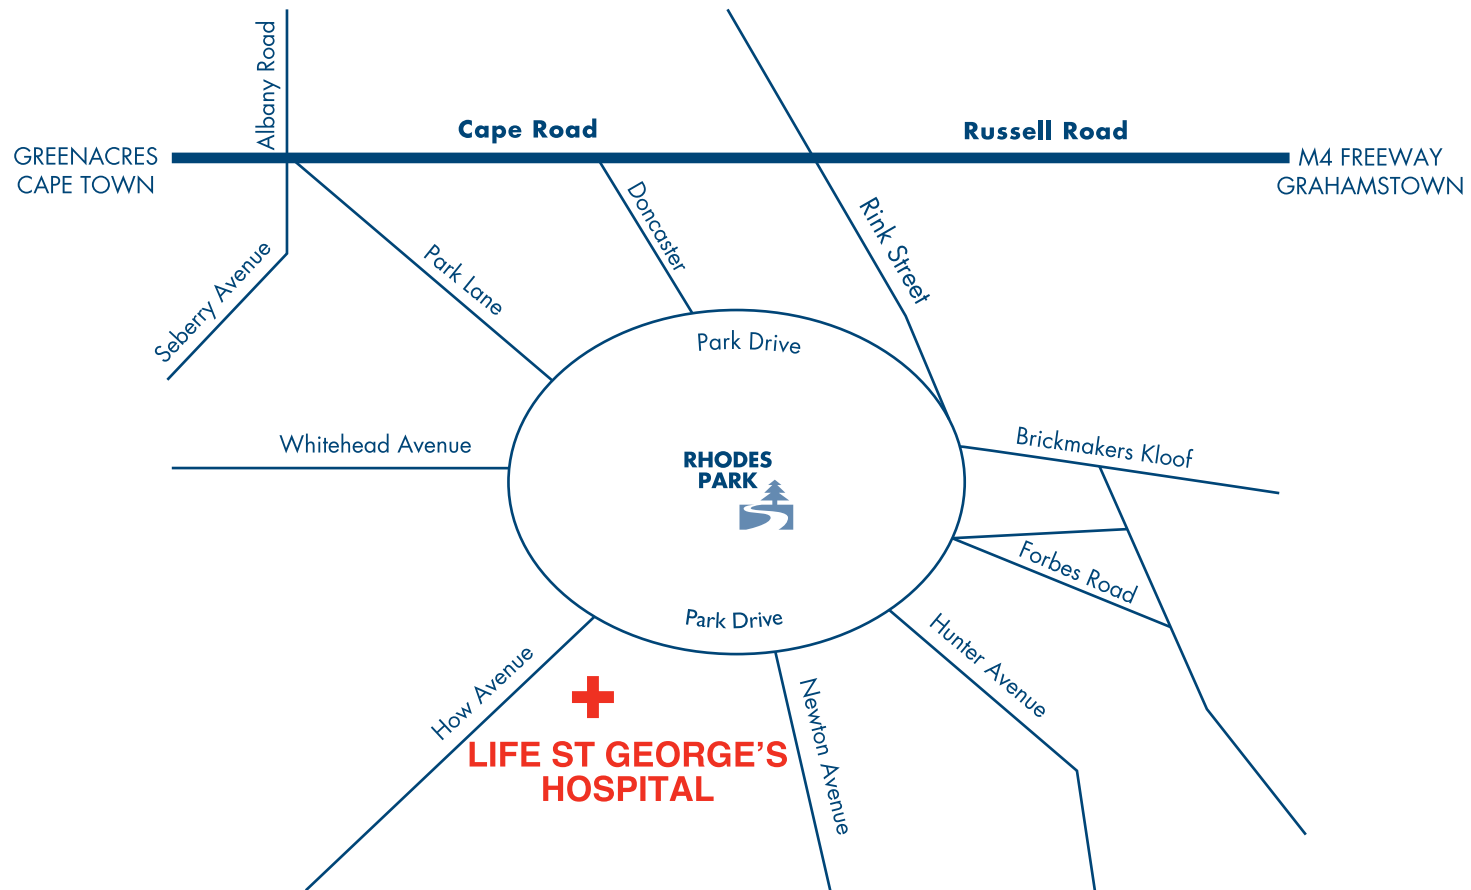 Albany Road
Cape Road
Russell Road
GREENACRES
CAPE TOWN
M4 FREEWAY
GRAHAMSTOWN
Doncaster
Rink Street
Seberry Avenue
Park Lane
Park Drive
Whitehead Avenue
Brickmakers Kloof
RHODES
PARK
Forbes Road
Park Drive
Hunter Avenue
How Avenue
Newton Avenue
LIFE ST GEORGE'S
HOSPITAL